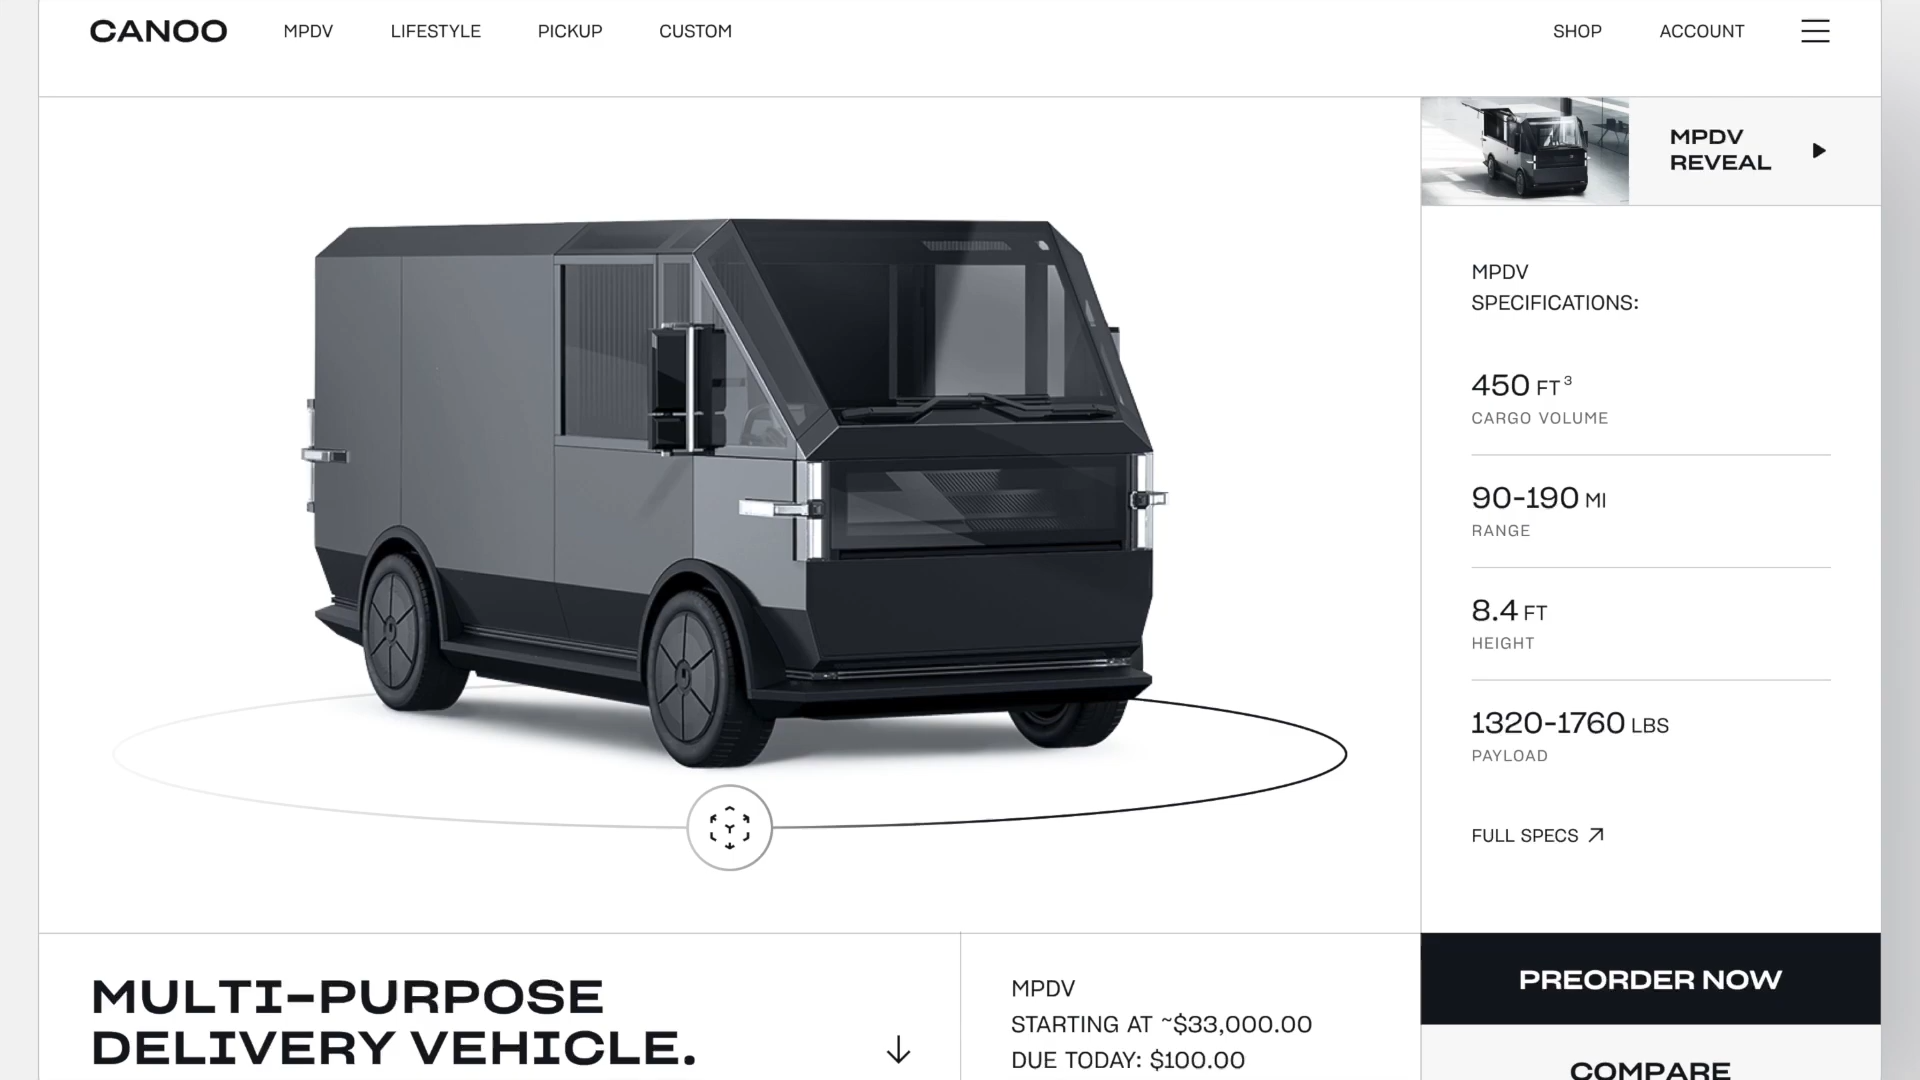 CANOO
MPDV
LIFESTYLE
PICKUP
CUSTOM
SHOP
ACCOUNT
MPDV
REVEAL
MPDV
SPECIFICATIONS:
450 FT³
CARGO VOLUME
90-190 MI
RANGE
8.4 FT
HEIGHT
1320-1760 LBS
PAYLOAD
FULL SPECS
MULTI-PURPOSE
DELIVERY VEHICLE.
MPDV
STARTING AT ~$33,000.00
DUE TODAY: $100.00
PREORDER NOW
COMPARE